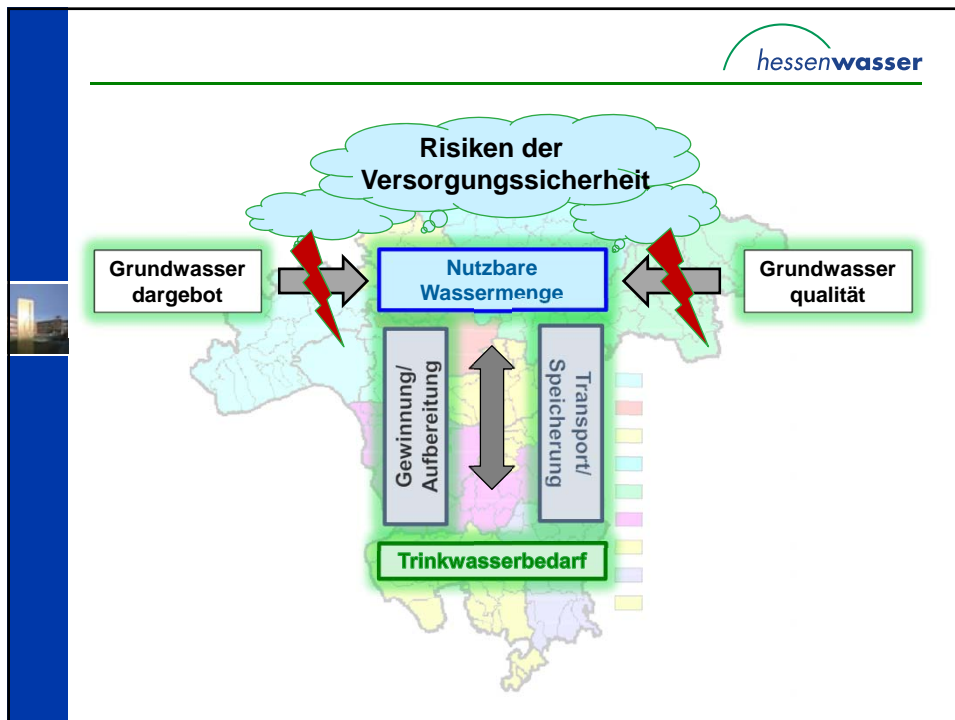 hessenwasser
Risiken der
Versorgungssicherheit
Grundwasser
dargebot
Nutzbare
Wassermenge
Grundwasser
qualität
Gewinnung/
Aufbereitung
Transport/
Speicherung
Trinkwasserbedarf